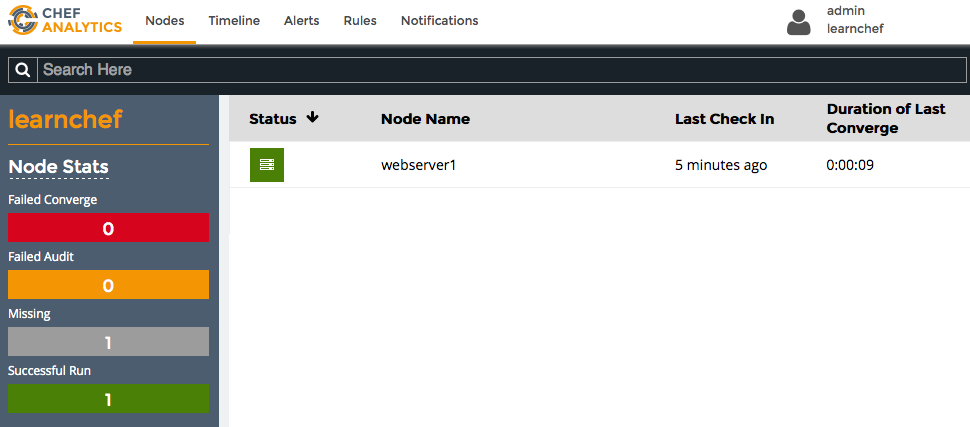 CHEF
ANALYTICS
Nodes Timeline Alerts Rules Notifications
admin
learnchef
Search Here
learnchef
Node Stats
Failed Converge
0
Failed Audit
0
Missing
1
Successful Run
1
Status Node Name Last Check In Duration of Last
Converge
webserver1 5 minutes ago 0:00:09